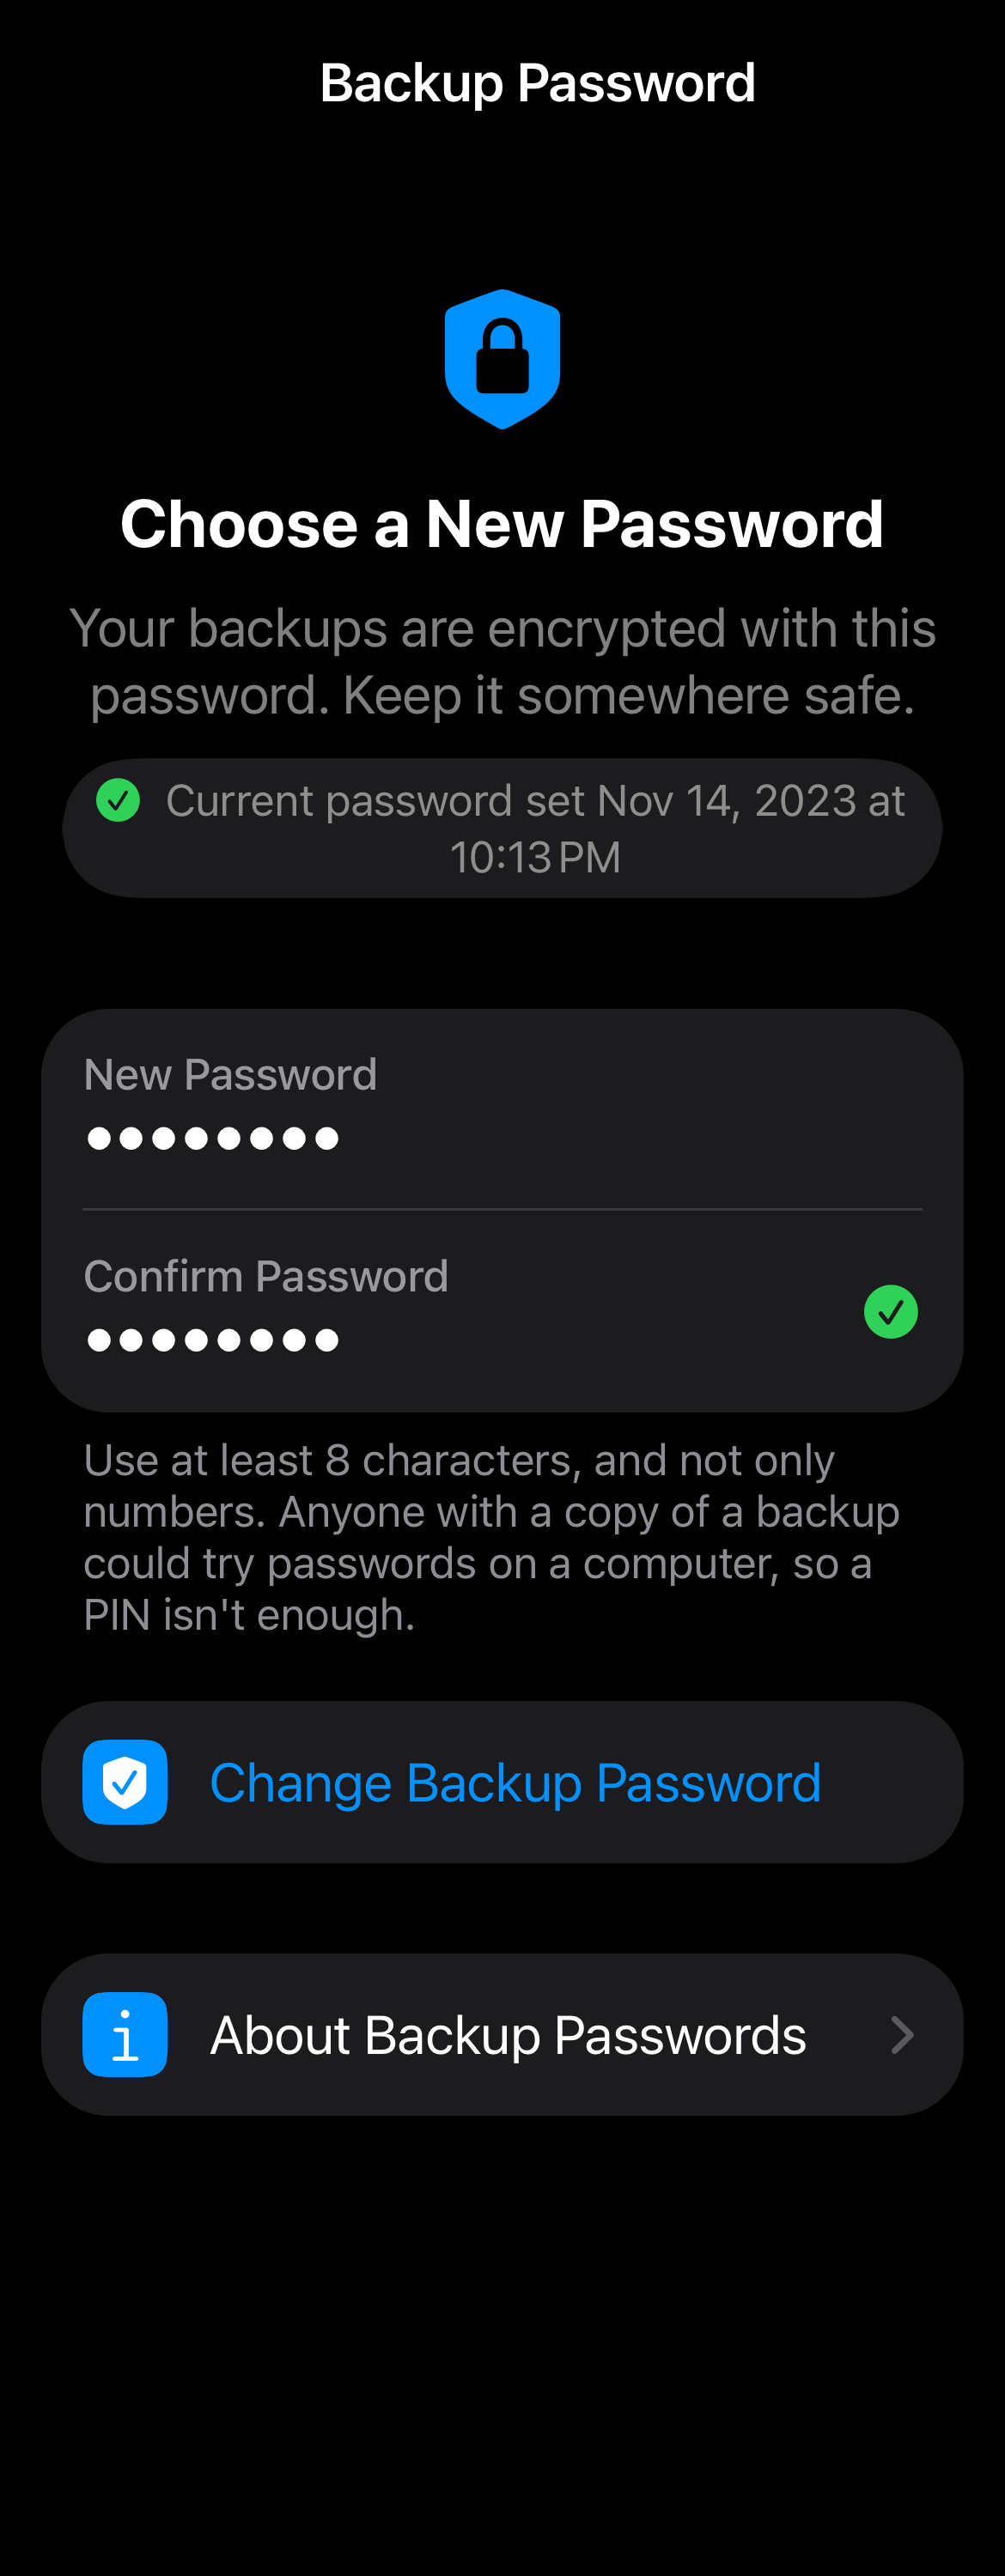 Backup Password
Choose a New Password
Your backups are encrypted with this
password. Keep it somewhere safe.
Current password set Nov 14, 2023 at
10:13 PM
New Password
••••••••
Confirm Password
••••••••
Use at least 8 characters, and not only
numbers. Anyone with a copy of a backup
could try passwords on a computer, so a
PIN isn't enough.
Change Backup Password
About Backup Passwords